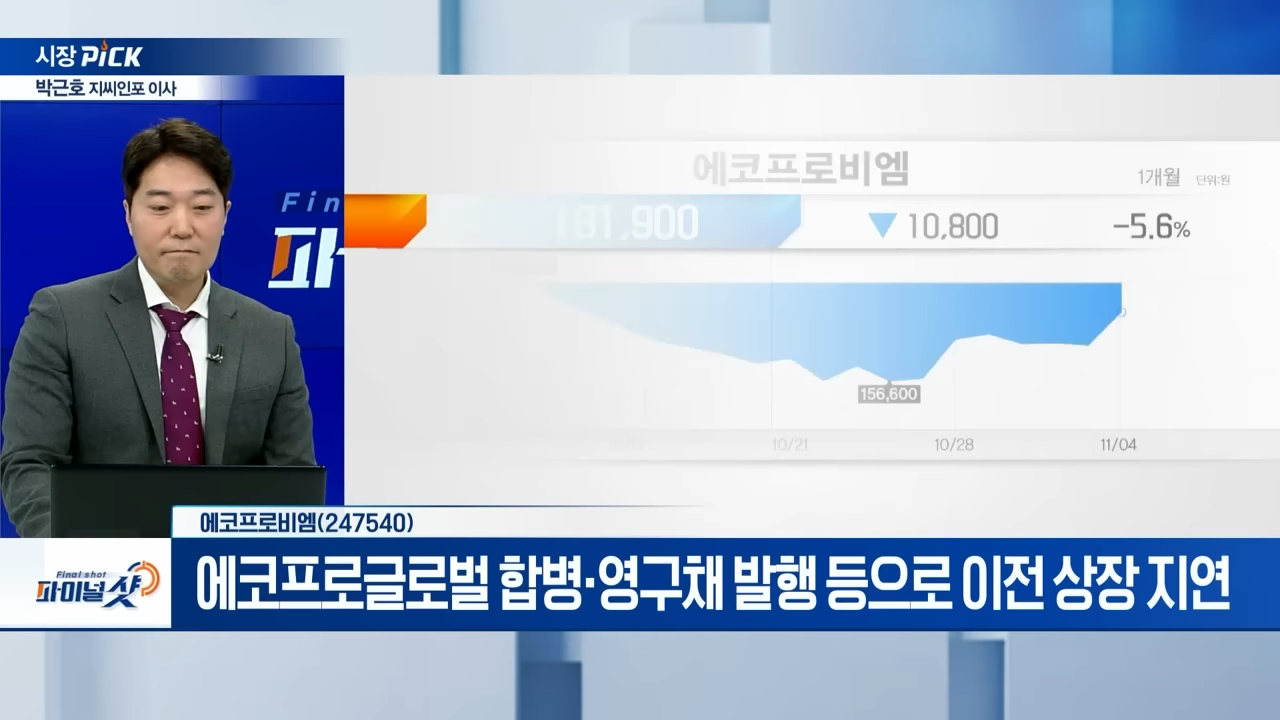 시장 PiCK
박근호 지씨인포 이사
Fin
파
에코프로비엠
1개월 단위:원
181,900 ▼ 10,800 -5.6%
156,600
10/21 10/28 11/04
에코프로비엠(247540)
Final shot
파이널샷
에코프로글로벌 합병·영구채 발행 등으로 이전 상장 지연